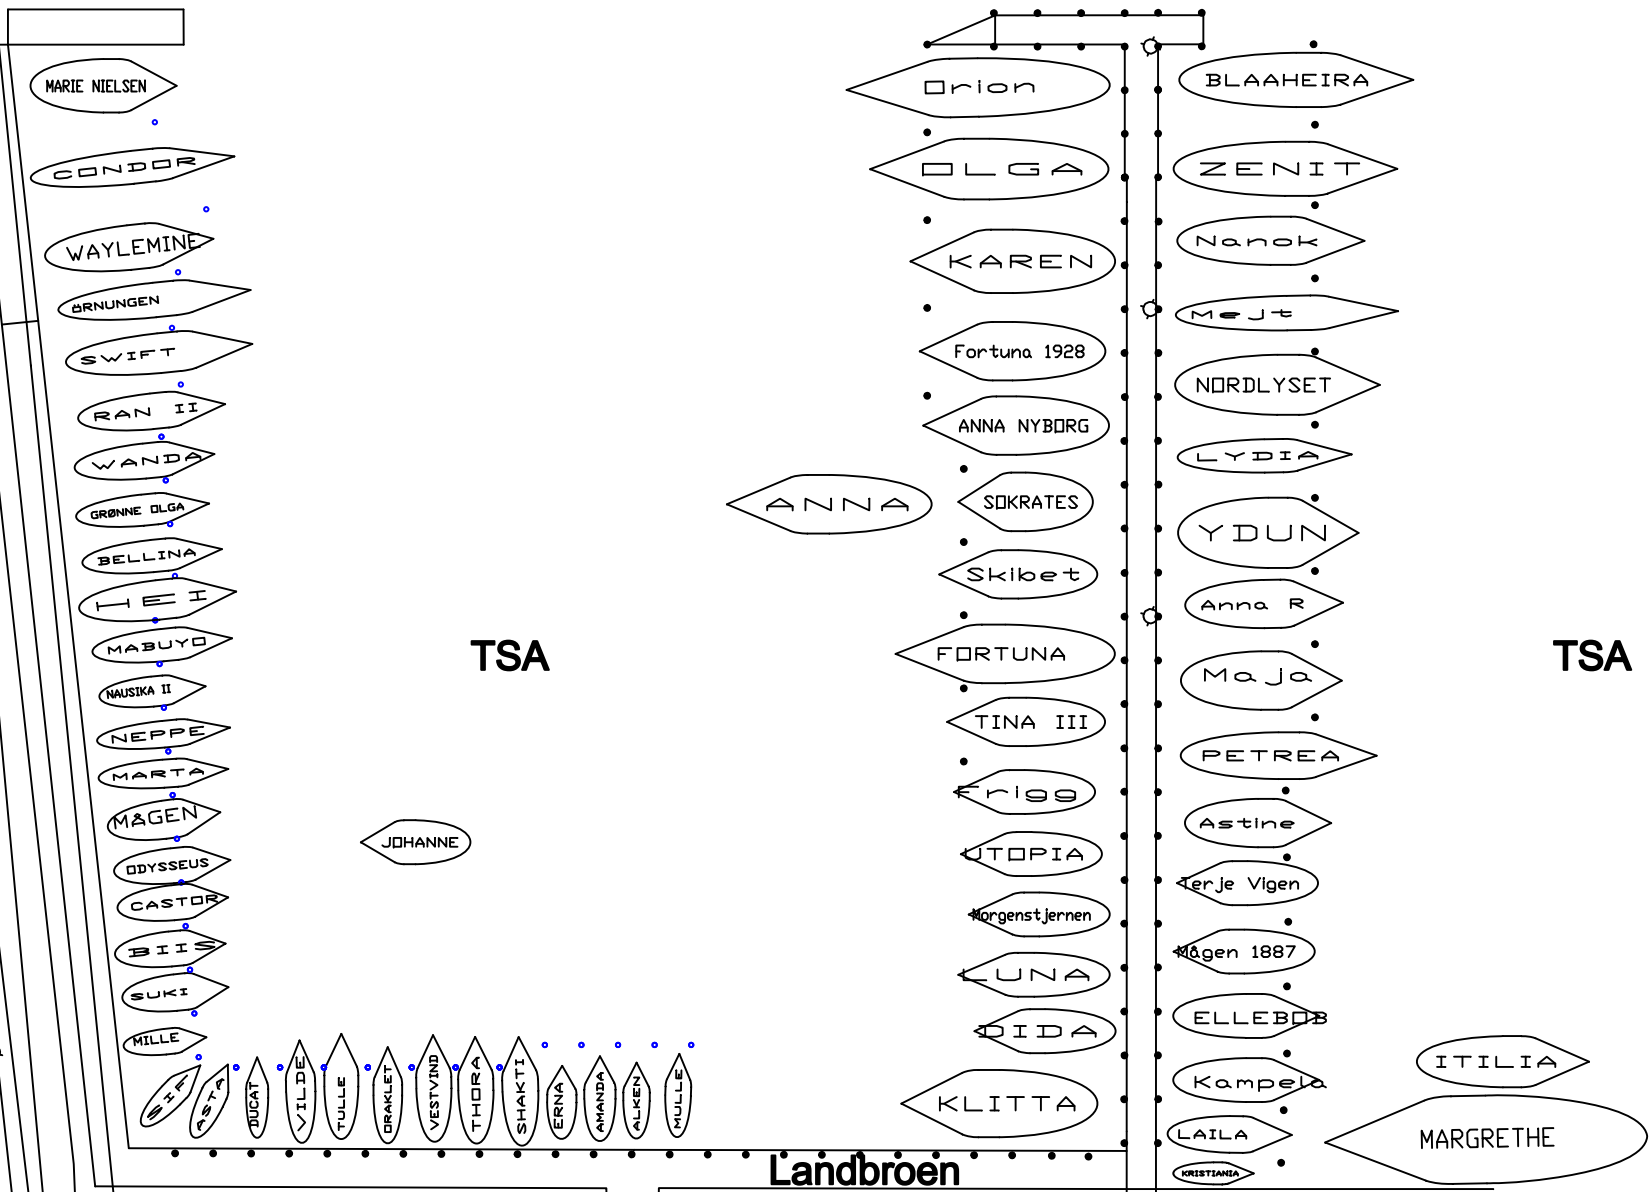 MARIE NIELSEN
CONDOR
WAYLEMINE
ÖRNUNGEN
SWIFT
RAN II
WANDA
GRØNNE OLGA
BELLINA
HEI
MABUYO
NAUSIKA II
NEPPE
MARTA
MÅGEN
ODYSSEUS
CASTOR
BIIS
SUKI
MILLE
SIF
ASTA
DUCAT
VILDE
TULLE
ORAKLET
VESTVIND
THORA
SHAKTI
ERNA
AMANDA
ALKEN
MULLE
TSA
JOHANNE
Orion
OLGA
KAREN
Fortuna 1928
ANNA NYBORG
ANNA
SOKRATES
Skibet
FORTUNA
TINA III
Frigg
UTOPIA
Morgenstjernen
LUNA
DIDA
KLITTA
Landbroen
BLAAHEIRA
ZENIT
Nanok
Mejt
NORDLYSET
LYDIA
YDUN
Anna R
Maja
PETREA
Astine
Terje Vigen
Mågen 1887
ELLEBOB
Kampela
LAILA
KRISTIANIA
TSA
ITILIA
MARGRETHE